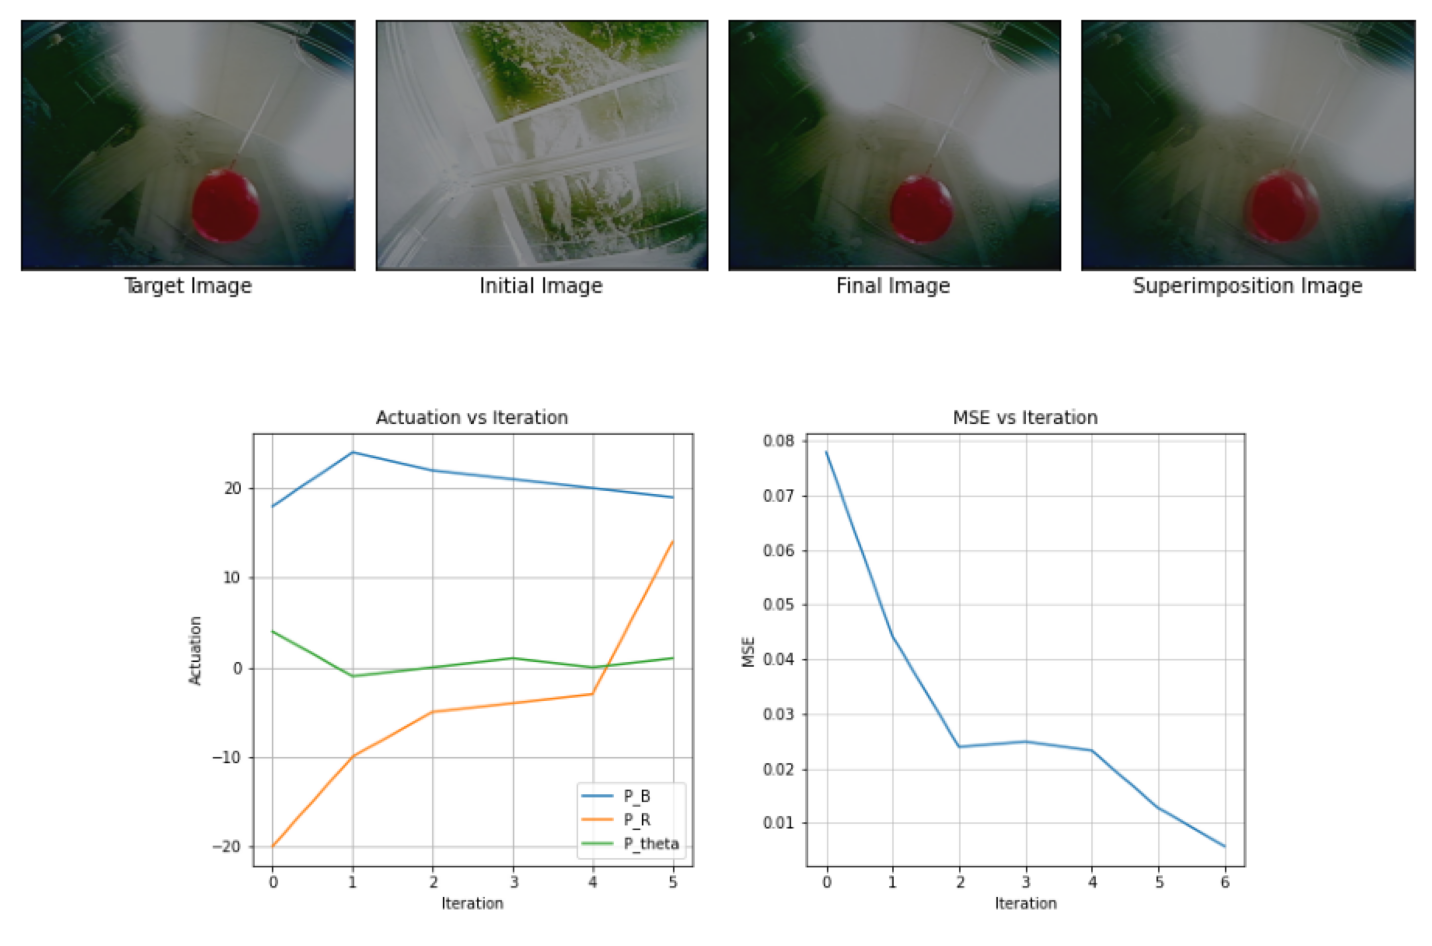 Target Image
Initial Image
Final Image
Superimposition Image
Actuation vs Iteration
20
10
0
−10
−20
Actuation
P_B
P_R
P_theta
0 1 2 3 4 5
Iteration
MSE vs Iteration
0.08
0.07
0.06
0.05
0.04
0.03
0.02
0.01
MSE
0 1 2 3 4 5 6
Iteration